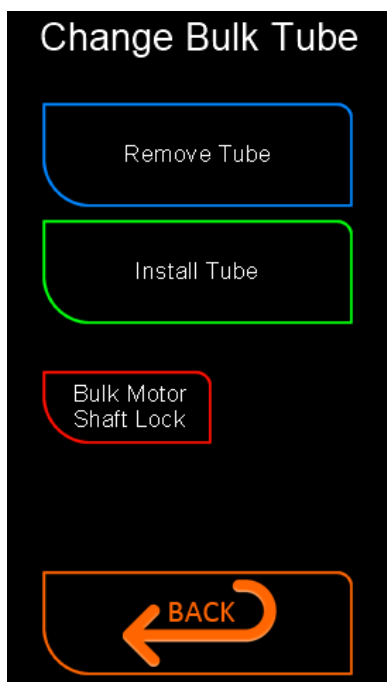 Change Bulk Tube
Remove Tube
Install Tube
Bulk Motor
Shaft Lock
BACK